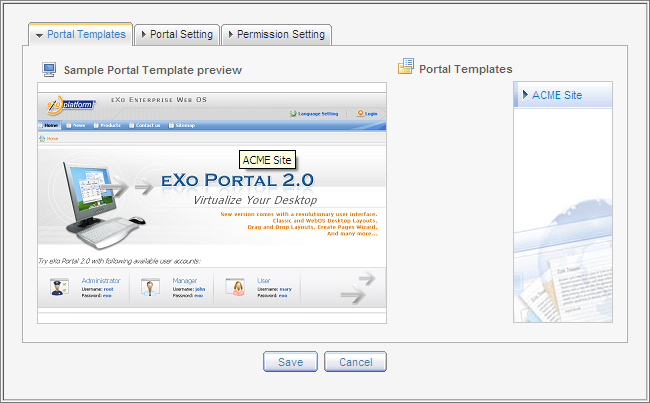 Portal Templates Portal Setting Permission Setting
Sample Portal Template preview
Portal Templates
ACME Site
eXo platform
eXo Enterprise Web OS
Language Setting Login
Home News Products Contact us Sitemap
Home
ACME Site
eXo Portal 2.0
Virtualize Your Desktop
New version comes with a revolutionary user interface.
Classic and WebOS Desktop Layouts.
Drag and Drop Layouts, Create Pages Wizard.
And many more...
Try eXo Portal 2.0 with following available user accounts:
Administrator
Username: root
Password: exo
Manager
Username: john
Password: exo
User
Username: mary
Password: exo
Save Cancel